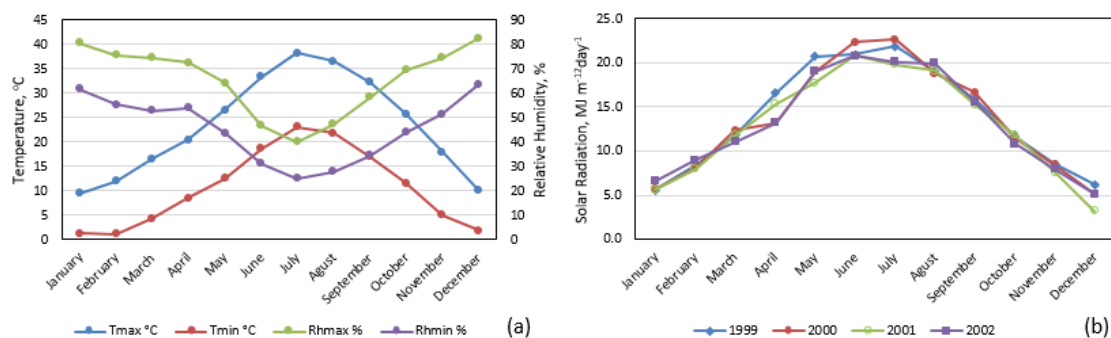 Temperature, °C
45
40
35
30
25
20
15
10
5
0
90
80
70
60
50
40
30
20
10
0
Relative Humidity, %
January
February
March
April
May
June
July
Agust
September
October
November
December
Tmax °C Tmin °C Rhmax % Rhmin %
(a)
Solar Radiation, MJ m⁻¹²day⁻¹
25.0
20.0
15.0
10.0
5.0
0.0
January
February
March
April
May
June
July
Agust
September
October
November
December
1999 2000 2001 2002
(b)